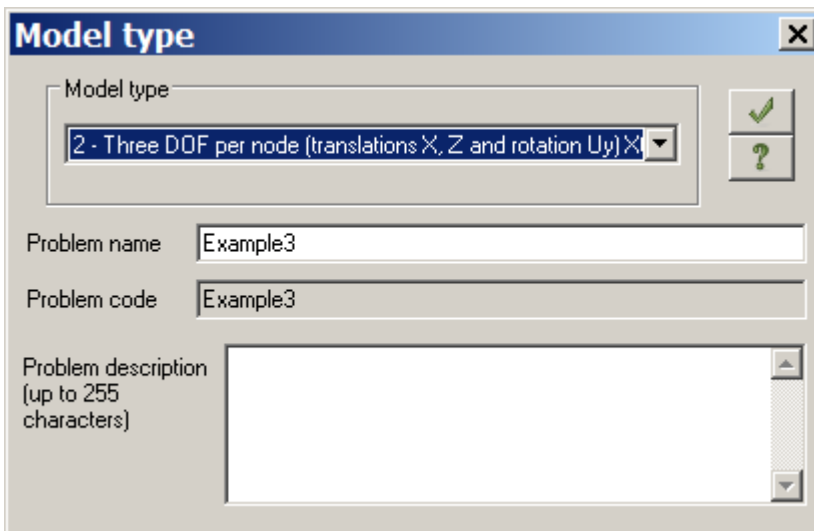 Model type
Model type
2 - Three DOF per node (translations X, Z and rotation Uy)
Problem name
Example3
Problem code
Example3
Problem description
(up to 255
characters)